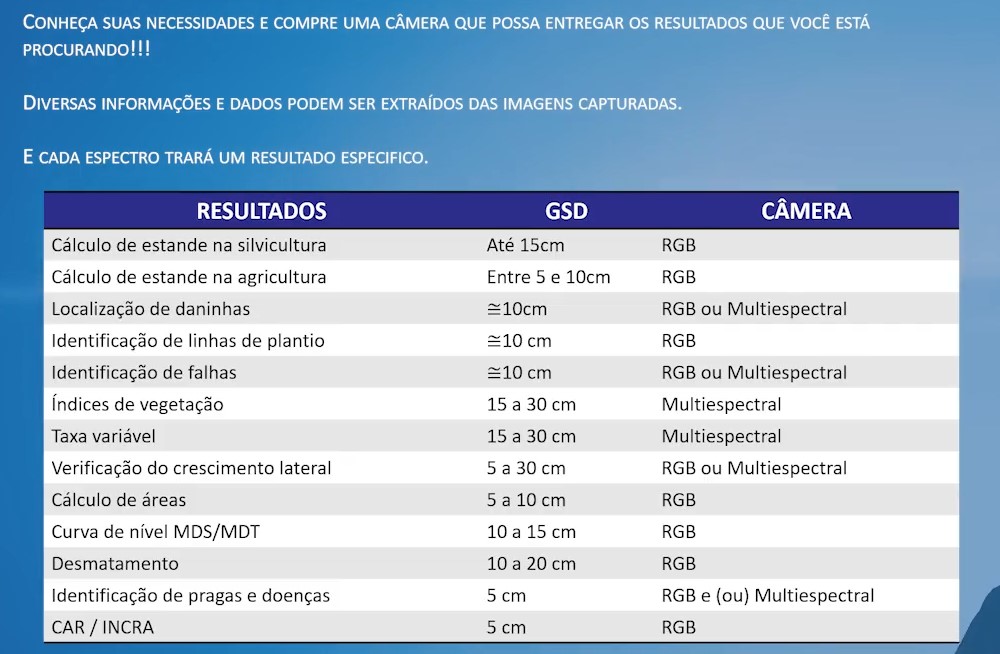 CONHEÇA SUAS NECESSIDADES E COMPRE UMA CÂMERA QUE POSSA ENTREGAR OS RESULTADOS QUE VOCÊ ESTÁ
PROCURANDO!!!
DIVERSAS INFORMAÇÕES E DADOS PODEM SER EXTRAÍDOS DAS IMAGENS CAPTURADAS.
E CADA ESPECTRO TRARÁ UM RESULTADO ESPECIFICO.
RESULTADOS GSD CÂMERA
Cálculo de estande na silvicultura Até 15cm RGB
Cálculo de estande na agricultura Entre 5 e 10cm RGB
Localização de daninhas ≅10cm RGB ou Multiespectral
Identificação de linhas de plantio ≅10 cm RGB
Identificação de falhas ≅10 cm RGB ou Multiespectral
Índices de vegetação 15 a 30 cm Multiespectral
Taxa variável 15 a 30 cm Multiespectral
Verificação do crescimento lateral 5 a 30 cm RGB ou Multiespectral
Cálculo de áreas 5 a 10 cm RGB
Curva de nível MDS/MDT 10 a 15 cm RGB
Desmatamento 10 a 20 cm RGB
Identificação de pragas e doenças 5 cm RGB e (ou) Multiespectral
CAR / INCRA 5 cm RGB